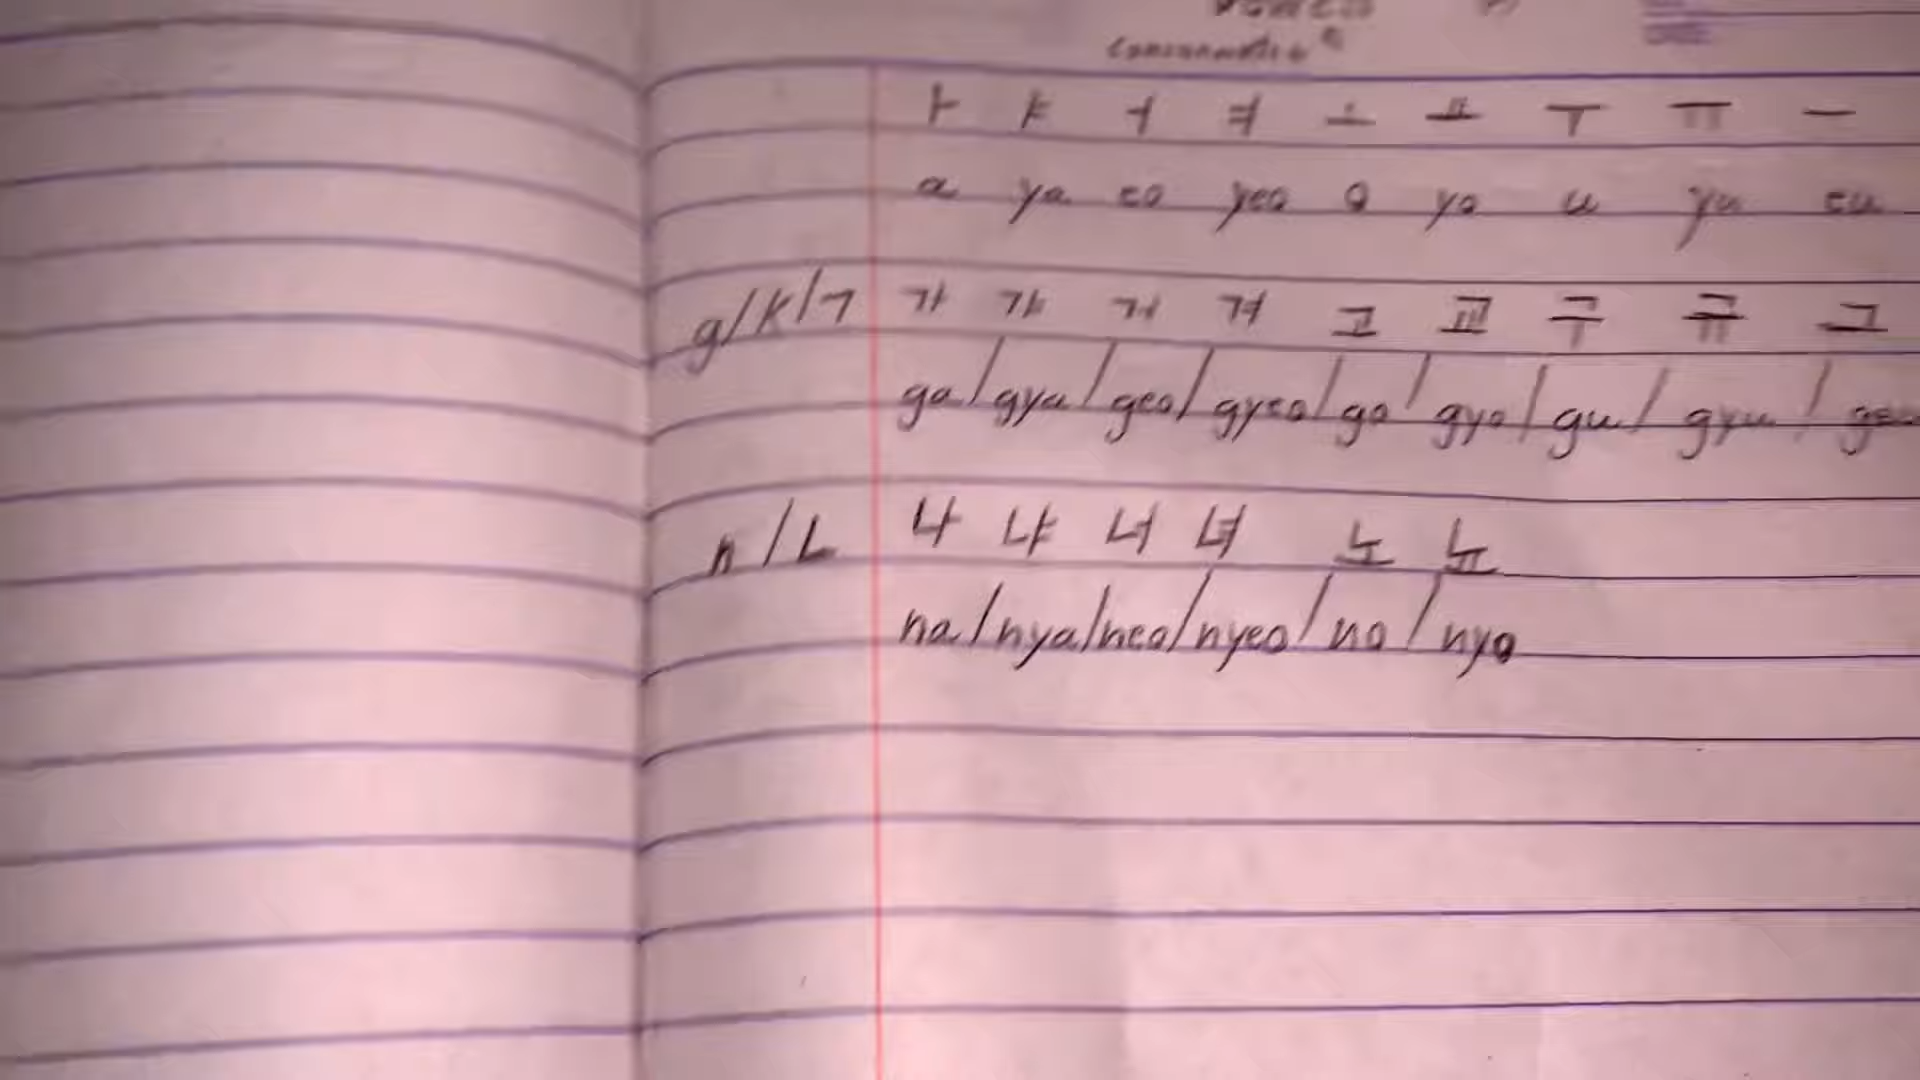 ㅏ ㅑ ㅓ ㅕ ㅗ ㅛ ㅜ ㅠ ㅡ
a ya eo yeo o yo u yu eu
g/k/ㄱ 가 갸 거 겨 고 교 구 규 그
ga/gya/geo/gyeo/go/gyo/gu/gyu/geu
n/ㄴ 나 냐 너 녀 노 뇨
na/nya/neo/nyeo/no/nyo